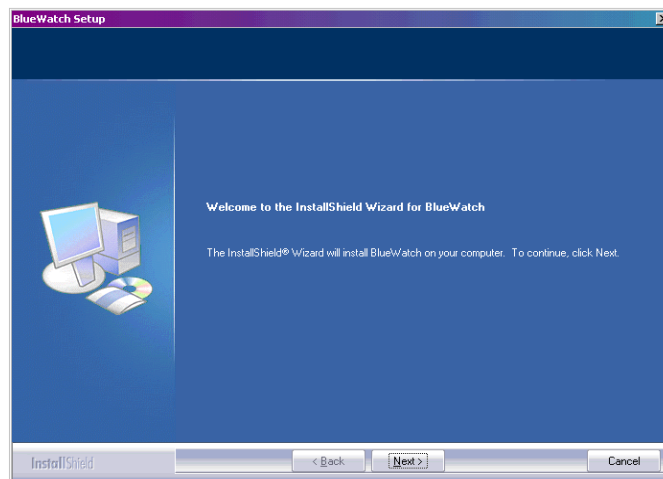 BlueWatch Setup
Welcome to the InstallShield Wizard for BlueWatch
The InstallShield® Wizard will install BlueWatch on your computer. To continue, click Next.
InstallShield
< Back
Next >
Cancel